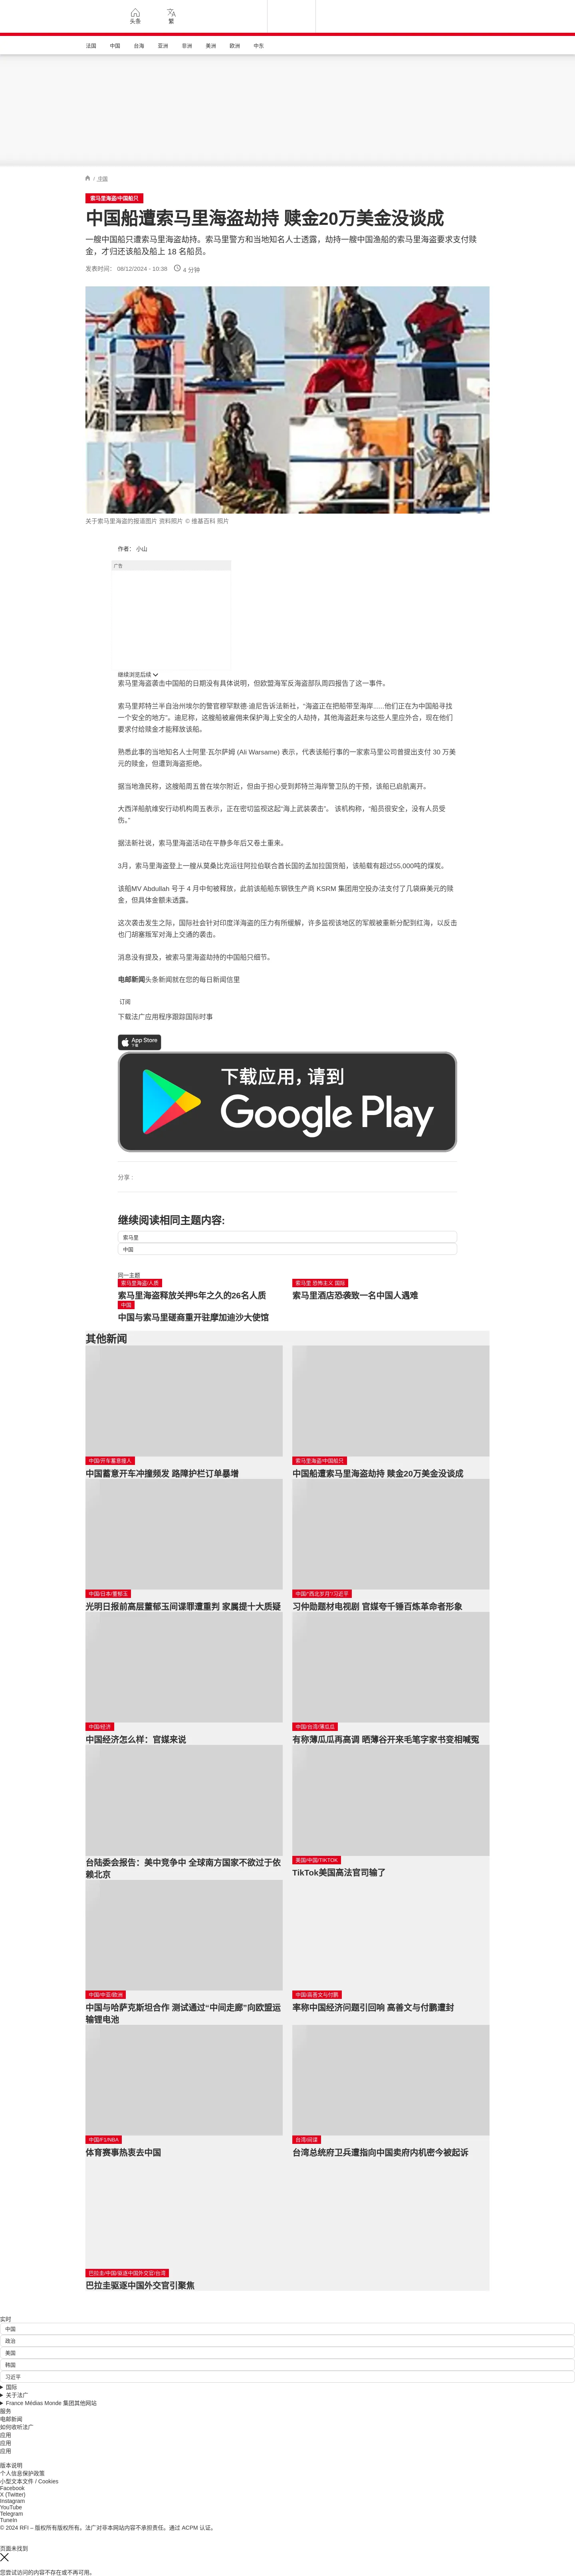 头条
繁
法国
中国
台海
亚洲
非洲
美洲
欧洲
中东
/ 中国
索马里海盗/中国船只
中国船遭索马里海盗劫持 赎金20万美金没谈成
一艘中国船只遭索马里海盗劫持。索马里警方和当地知名人士透露，劫持一艘中国渔船的索马里海盗要求支付赎
金，才归还该船及船上 18 名船员。
发表时间： 08/12/2024 - 10:36
4 分钟
关于索马里海盗的报道图片 资料照片 © 维基百科 照片
作者： 小山
广告
继续浏览后续
索马里海盗袭击中国船的日期没有具体说明，但欧盟海军反海盗部队周四报告了这一事件。
索马里邦特兰半自治州埃尔的警官穆罕默德·迪尼告诉法新社，“海盗正在把船带至海岸......他们正在为中国船寻找
一个安全的地方”。迪尼称，这艘船被雇佣来保护海上安全的人劫持，其他海盗赶来与这些人里应外合，现在他们
要求付给赎金才能释放该船。
熟悉此事的当地知名人士阿里·瓦尔萨姆 (Ali Warsame) 表示，代表该船行事的一家索马里公司曾提出支付 30 万美
元的赎金，但遭到海盗拒绝。
据当地渔民称，这艘船周五曾在埃尔附近，但由于担心受到邦特兰海岸警卫队的干预，该船已启航离开。
大西洋船航维安行动机构周五表示，正在密切监视这起“海上武装袭击”。 该机构称，“船员很安全，没有人员受
伤。”
据法新社说，索马里海盗活动在平静多年后又卷土重来。
3月，索马里海盗登上一艘从莫桑比克运往阿拉伯联合酋长国的孟加拉国货船，该船载有超过55,000吨的煤炭。
该船MV Abdullah 号于 4 月中旬被释放，此前该船船东钢铁生产商 KSRM 集团用空投办法支付了几袋麻美元的赎
金，但具体金额未透露。
这次袭击发生之际，国际社会针对印度洋海盗的压力有所缓解，许多监视该地区的军舰被重新分配到红海，以反击
也门胡塞叛军对海上交通的袭击。
消息没有提及，被索马里海盗劫持的中国船只细节。
电邮新闻头条新闻就在您的每日新闻信里
订阅
下载法广应用程序跟踪国际时事
App Store
下载
下载应用，请到
Google Play
分享 :
继续阅读相同主题内容:
索马里
中国
同一主题
索马里海盗/人质
索马里海盗释放关押5年之久的26名人质
索马里 恐怖主义 国际
索马里酒店恐袭致一名中国人遇难
中国
中国与索马里磋商重开驻摩加迪沙大使馆
其他新闻
中国/开车蓄意撞人
中国蓄意开车冲撞频发 路障护栏订单暴增
索马里海盗/中国船只
中国船遭索马里海盗劫持 赎金20万美金没谈成
中国/日本/董郁玉
光明日报前高层董郁玉间谍罪遭重判 家属提十大质疑
中国/“西北岁月”/习近平
习仲勋题材电视剧 官媒夸千锤百炼革命者形象
中国/经济
中国经济怎么样：官媒来说
中国/台湾/薄瓜瓜
有称薄瓜瓜再高调 晒薄谷开来毛笔字家书变相喊冤
台陆委会报告：美中竞争中 全球南方国家不欲过于依
赖北京
美国/中国/TIKTOK
TikTok美国高法官司输了
中国/中亚/欧洲
中国与哈萨克斯坦合作 测试通过“中间走廊”向欧盟运
输锂电池
中国/高善文与付鹏
率称中国经济问题引回响 高善文与付鹏遭封
中国/F1/NBA
体育赛事热衷去中国
台湾/间谍
台湾总统府卫兵遭指向中国卖府内机密今被起诉
巴拉圭/中国/驱逐中国外交官/台湾
巴拉圭驱逐中国外交官引聚焦
实时
中国
政治
美国
韩国
习近平
国际
关于法广
France Médias Monde 集团其他网站
服务
电邮新闻
如何收听法广
应用
应用
应用
版本说明
个人信息保护政策
小型文本文件 / Cookies
Facebook
X (Twitter)
Instagram
YouTube
Telegram
TuneIn
© 2024 RFI – 版权所有版权所有。法广对非本网站内容不承担责任。通过 ACPM 认证。
页面未找到
您尝试访问的内容不存在或不再可用。